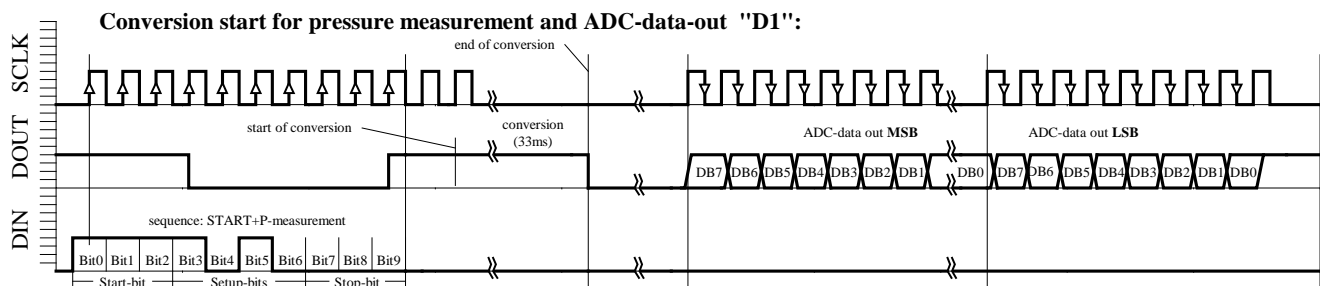 Conversion start for pressure measurement and ADC-data-out "D1":
end of conversion
SCLK
start of conversion
conversion
(33ms)
ADC-data out MSB
ADC-data out LSB
DOUT
DB7 DB6 DB5 DB4 DB3 DB2 DB1 DB0 DB7 DB6 DB5 DB4 DB3 DB2 DB1 DB0
sequence: START+P-measurement
DIN
Bit0 Bit1 Bit2 Bit3 Bit4 Bit5 Bit6 Bit7 Bit8 Bit9
Start-bit Setup-bits Stop-bit